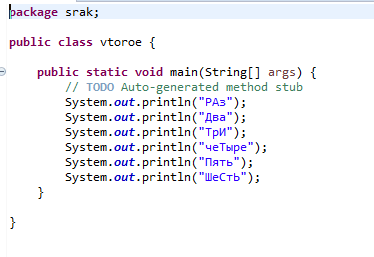 package srak;
public class vtoroe {
public static void main(String[] args) {
// TODO Auto-generated method stub
System.out.println("РАз");
System.out.println("Два");
System.out.println("ТрИ");
System.out.println("чеТыре");
System.out.println("Пять");
System.out.println("ШеСтЬ");
}
}